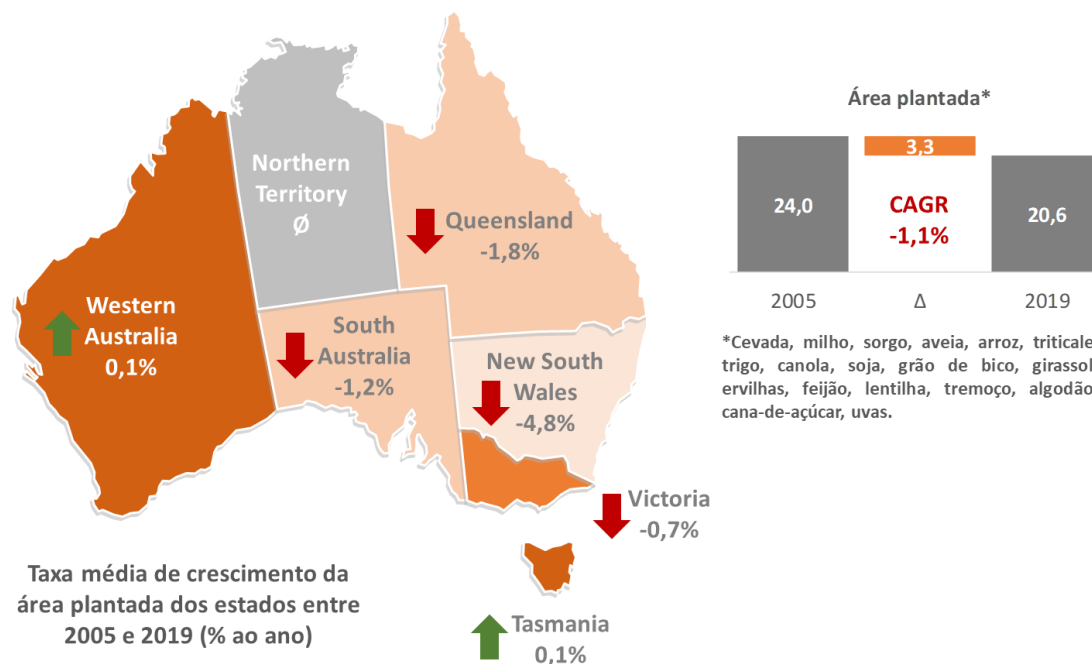 Northern
Territory
Ø
Queensland
-1,8%
Western
Australia
0,1%
South
Australia
-1,2%
New South
Wales
-4,8%
Victoria
-0,7%
Tasmania
0,1%
Taxa média de crescimento da
área plantada dos estados entre
2005 e 2019 (% ao ano)
Área plantada*
3,3
24,0
CAGR
-1,1%
20,6
2005
Δ
2019
*Cevada, milho, sorgo, aveia, arroz, triticale
trigo, canola, soja, grão de bico, girassol
ervilhas, feijão, lentilha, tremoço, algodão
cana-de-açúcar, uvas.